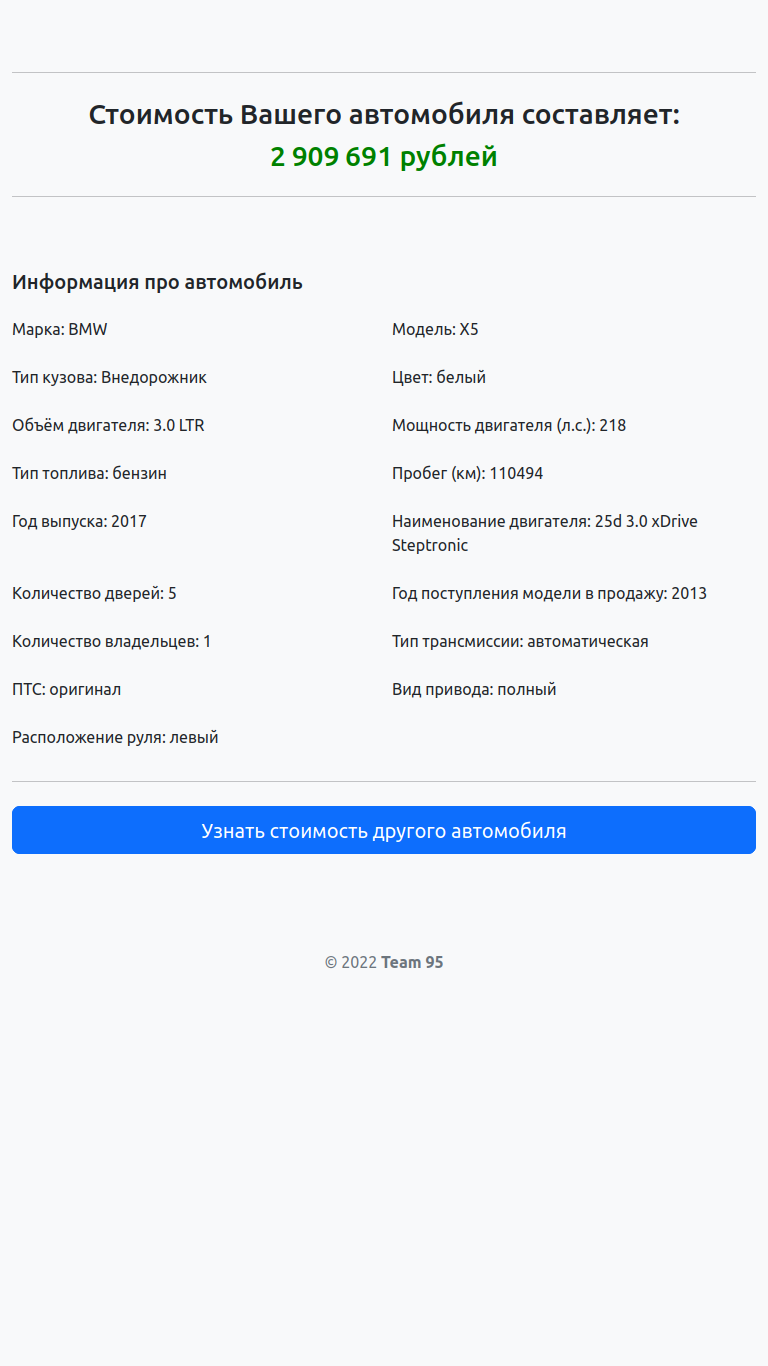 Стоимость Вашего автомобиля составляет:
2 909 691 рублей
Информация про автомобиль
Марка: BMW
Модель: X5
Тип кузова: Внедорожник
Цвет: белый
Объём двигателя: 3.0 LTR
Мощность двигателя (л.с.): 218
Тип топлива: бензин
Пробег (км): 110494
Год выпуска: 2017
Наименование двигателя: 25d 3.0 xDrive
Steptronic
Количество дверей: 5
Год поступления модели в продажу: 2013
Количество владельцев: 1
Тип трансмиссии: автоматическая
ПТС: оригинал
Вид привода: полный
Расположение руля: левый
Узнать стоимость другого автомобиля
© 2022 Team 95